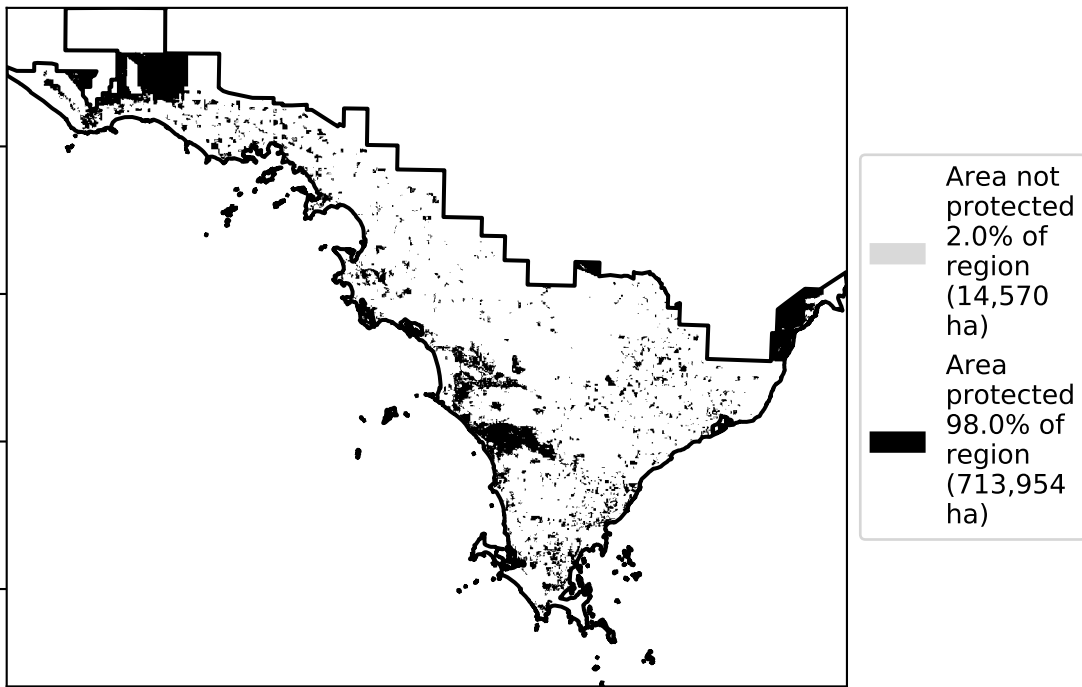 Area not
protected
2.0% of
region
(14,570
ha)
Area
protected
98.0% of
region
(713,954
ha)